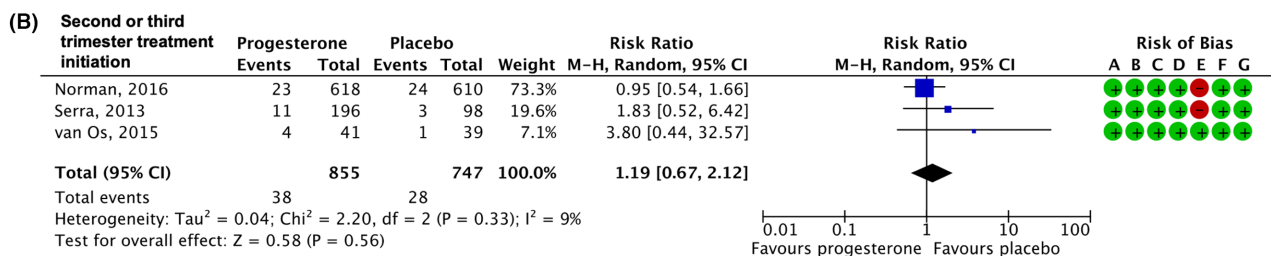 (B) Second or third trimester treatment initiation
Progesterone Placebo Risk Ratio Risk Ratio Risk of Bias
Events Total Events Total Weight M-H, Random, 95% CI M-H, Random, 95% CI A B C D E F G
Norman, 2016 23 618 24 610 73.3% 0.95 [0.54, 1.66] + + + + - + +
Serra, 2013 11 196 3 98 19.6% 1.83 [0.52, 6.42] + + + + - + +
van Os, 2015 4 41 1 39 7.1% 3.80 [0.44, 32.57] + + + + + + +
Total (95% CI) 855 747 100.0% 1.19 [0.67, 2.12]
Total events 38 28
Heterogeneity: Tau² = 0.04; Chi² = 2.20, df = 2 (P = 0.33); I² = 9%
Test for overall effect: Z = 0.58 (P = 0.56)
0.01 0.1 1 10 100
Favours progesterone Favours placebo